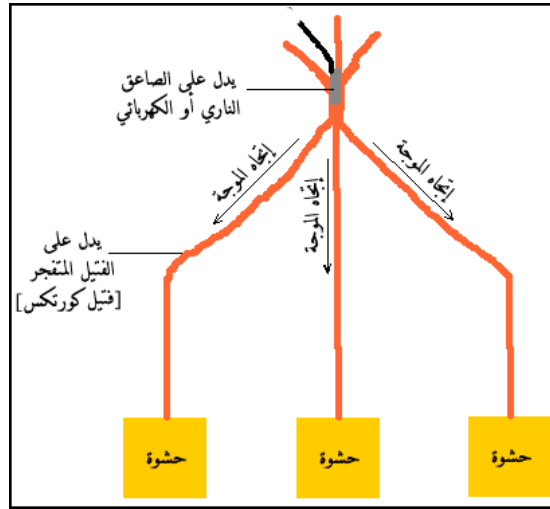 يدل على الصاعق
الناري أو الكهربائي
إتجاه الموجة
إتجاه الموجة
إتجاه الموجة
يدل على
الفتيل المتفجر
[فتيل كورتكس]
حشوة
حشوة
حشوة